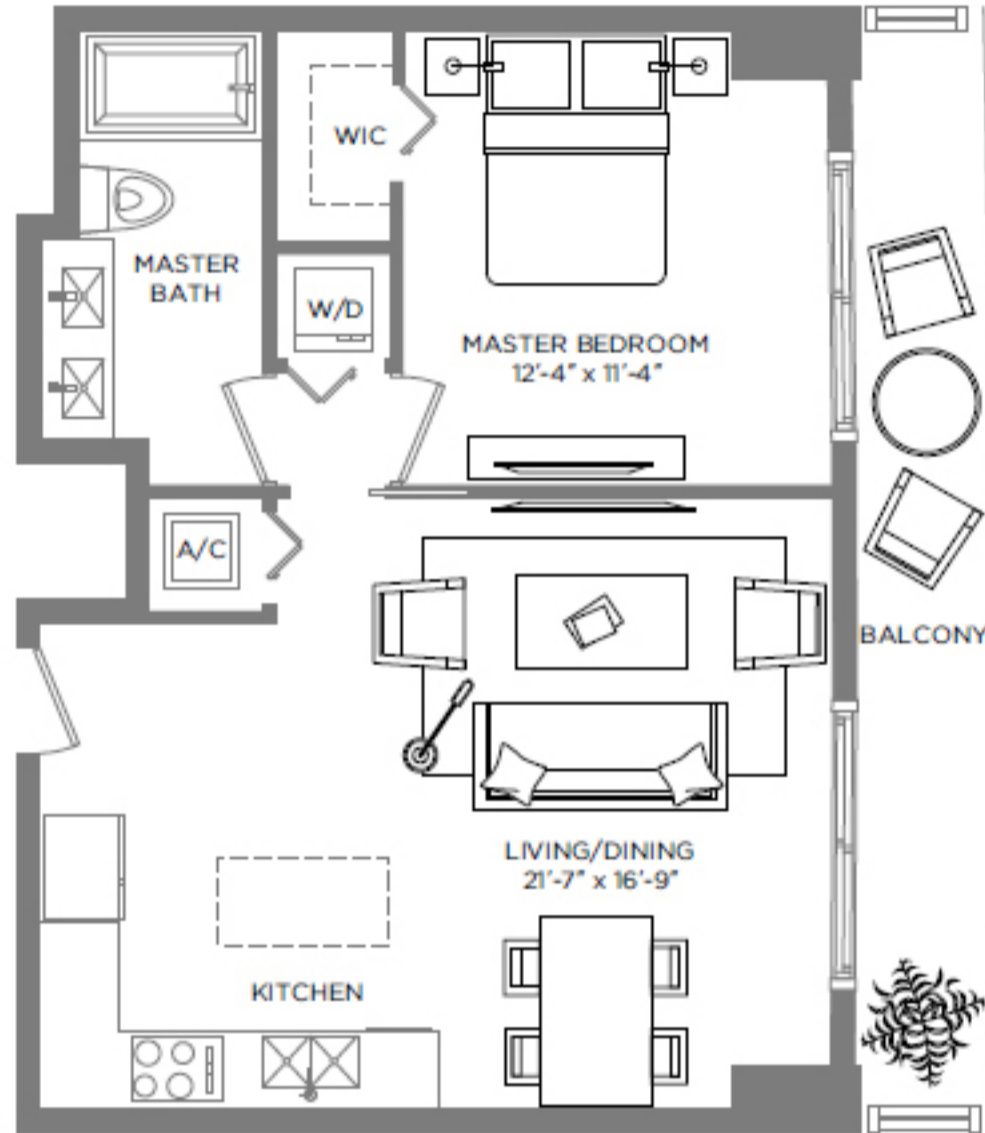 WIC
MASTER
BATH
W/D
MASTER BEDROOM
12'-4" x 11'-4"
A/C
BALCONY
LIVING/DINING
21'-7" x 16'-9"
KITCHEN